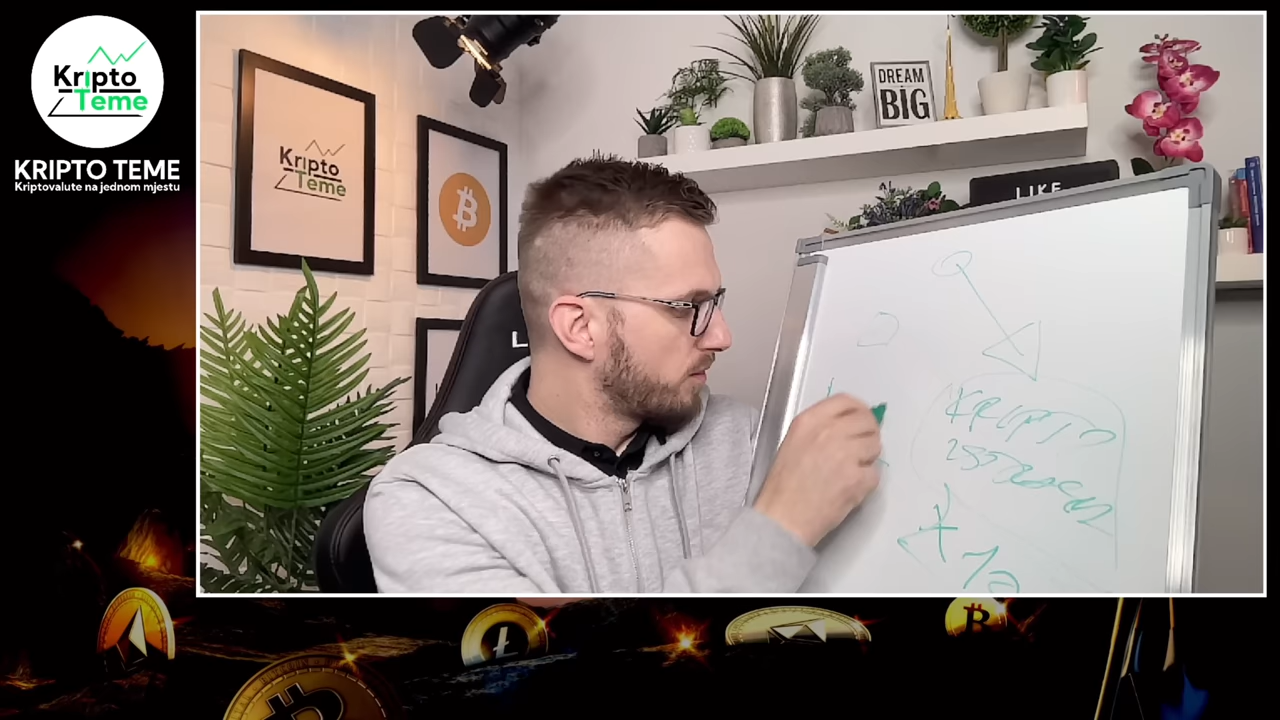 Kripto
Teme
KRIPTO TEME
Kriptovalute na jednom mjestu
Kripto
Teme
DREAM
BIG
LIKE
L
KRIPTO